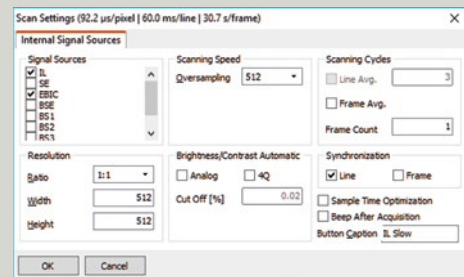 Scan Settings (92.2 µs/pixel | 60.0 ms/line | 30.7 s/frame)
Internal Signal Sources
Signal Sources
IL
SE
EBIC
BSE
BS1
BS2
BS3
Scanning Speed
Oversampling 512
Scanning Cycles
Line Avg. 3
Frame Avg.
Frame Count 1
Resolution
Ratio 1:1
Width 512
Height 512
Brightness/Contrast Automatic
Analog 4Q
Cut Off [%] 0.02
Synchronization
Line Frame
Sample Time Optimization
Beep After Acquisition
Button Caption IL Slow
OK Cancel